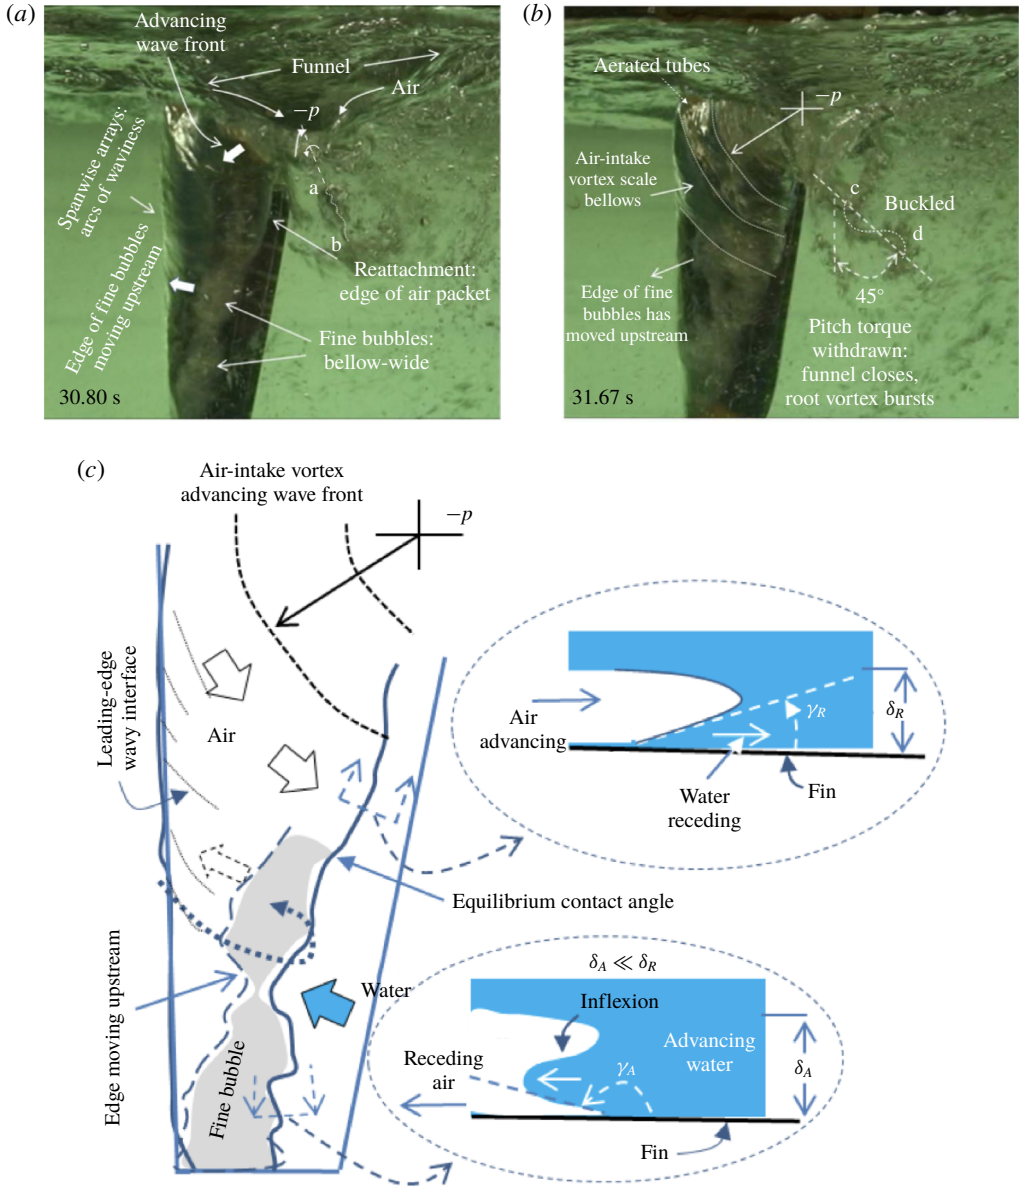 (a)
Advancing
wave front
Funnel
Air
−p
Spanwise arrays:
arcs of waviness
a
b
Edge of fine bubbles
moving upstream
Reattachment:
edge of air packet
Fine bubbles:
bellow-wide
30.80 s
(b)
Aerated tubes
−p
Air-intake
vortex scale
bellows
c
Buckled
d
45°
Edge of fine
bubbles has
moved upstream
Pitch torque
withdrawn:
funnel closes,
root vortex bursts
31.67 s
(c)
Air-intake vortex
advancing wave front
−p
Leading-edge
wavy interface
Air
Air
advancing
γR
δR
Water
receding
Fin
Equilibrium contact angle
Edge moving upstream
Water
Fine bubble
δA ≪ δR
Inflexion
Receding
air
γA
Advancing
water
δA
Fin